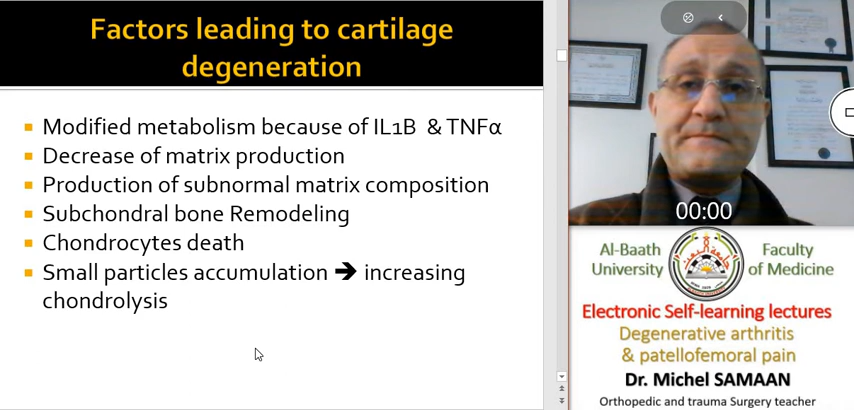 Factors leading to cartilage
degeneration
Modified metabolism because of IL1B & TNFα
Decrease of matrix production
Production of subnormal matrix composition
Subchondral bone Remodeling
Chondrocytes death
Small particles accumulation ➔ increasing
chondrolysis
00:00
Al-Baath
University
Faculty
of Medicine
Electronic Self-learning lectures
Degenerative arthritis
& patellofemoral pain
Dr. Michel SAMAAN
Orthopedic and trauma Surgery teacher